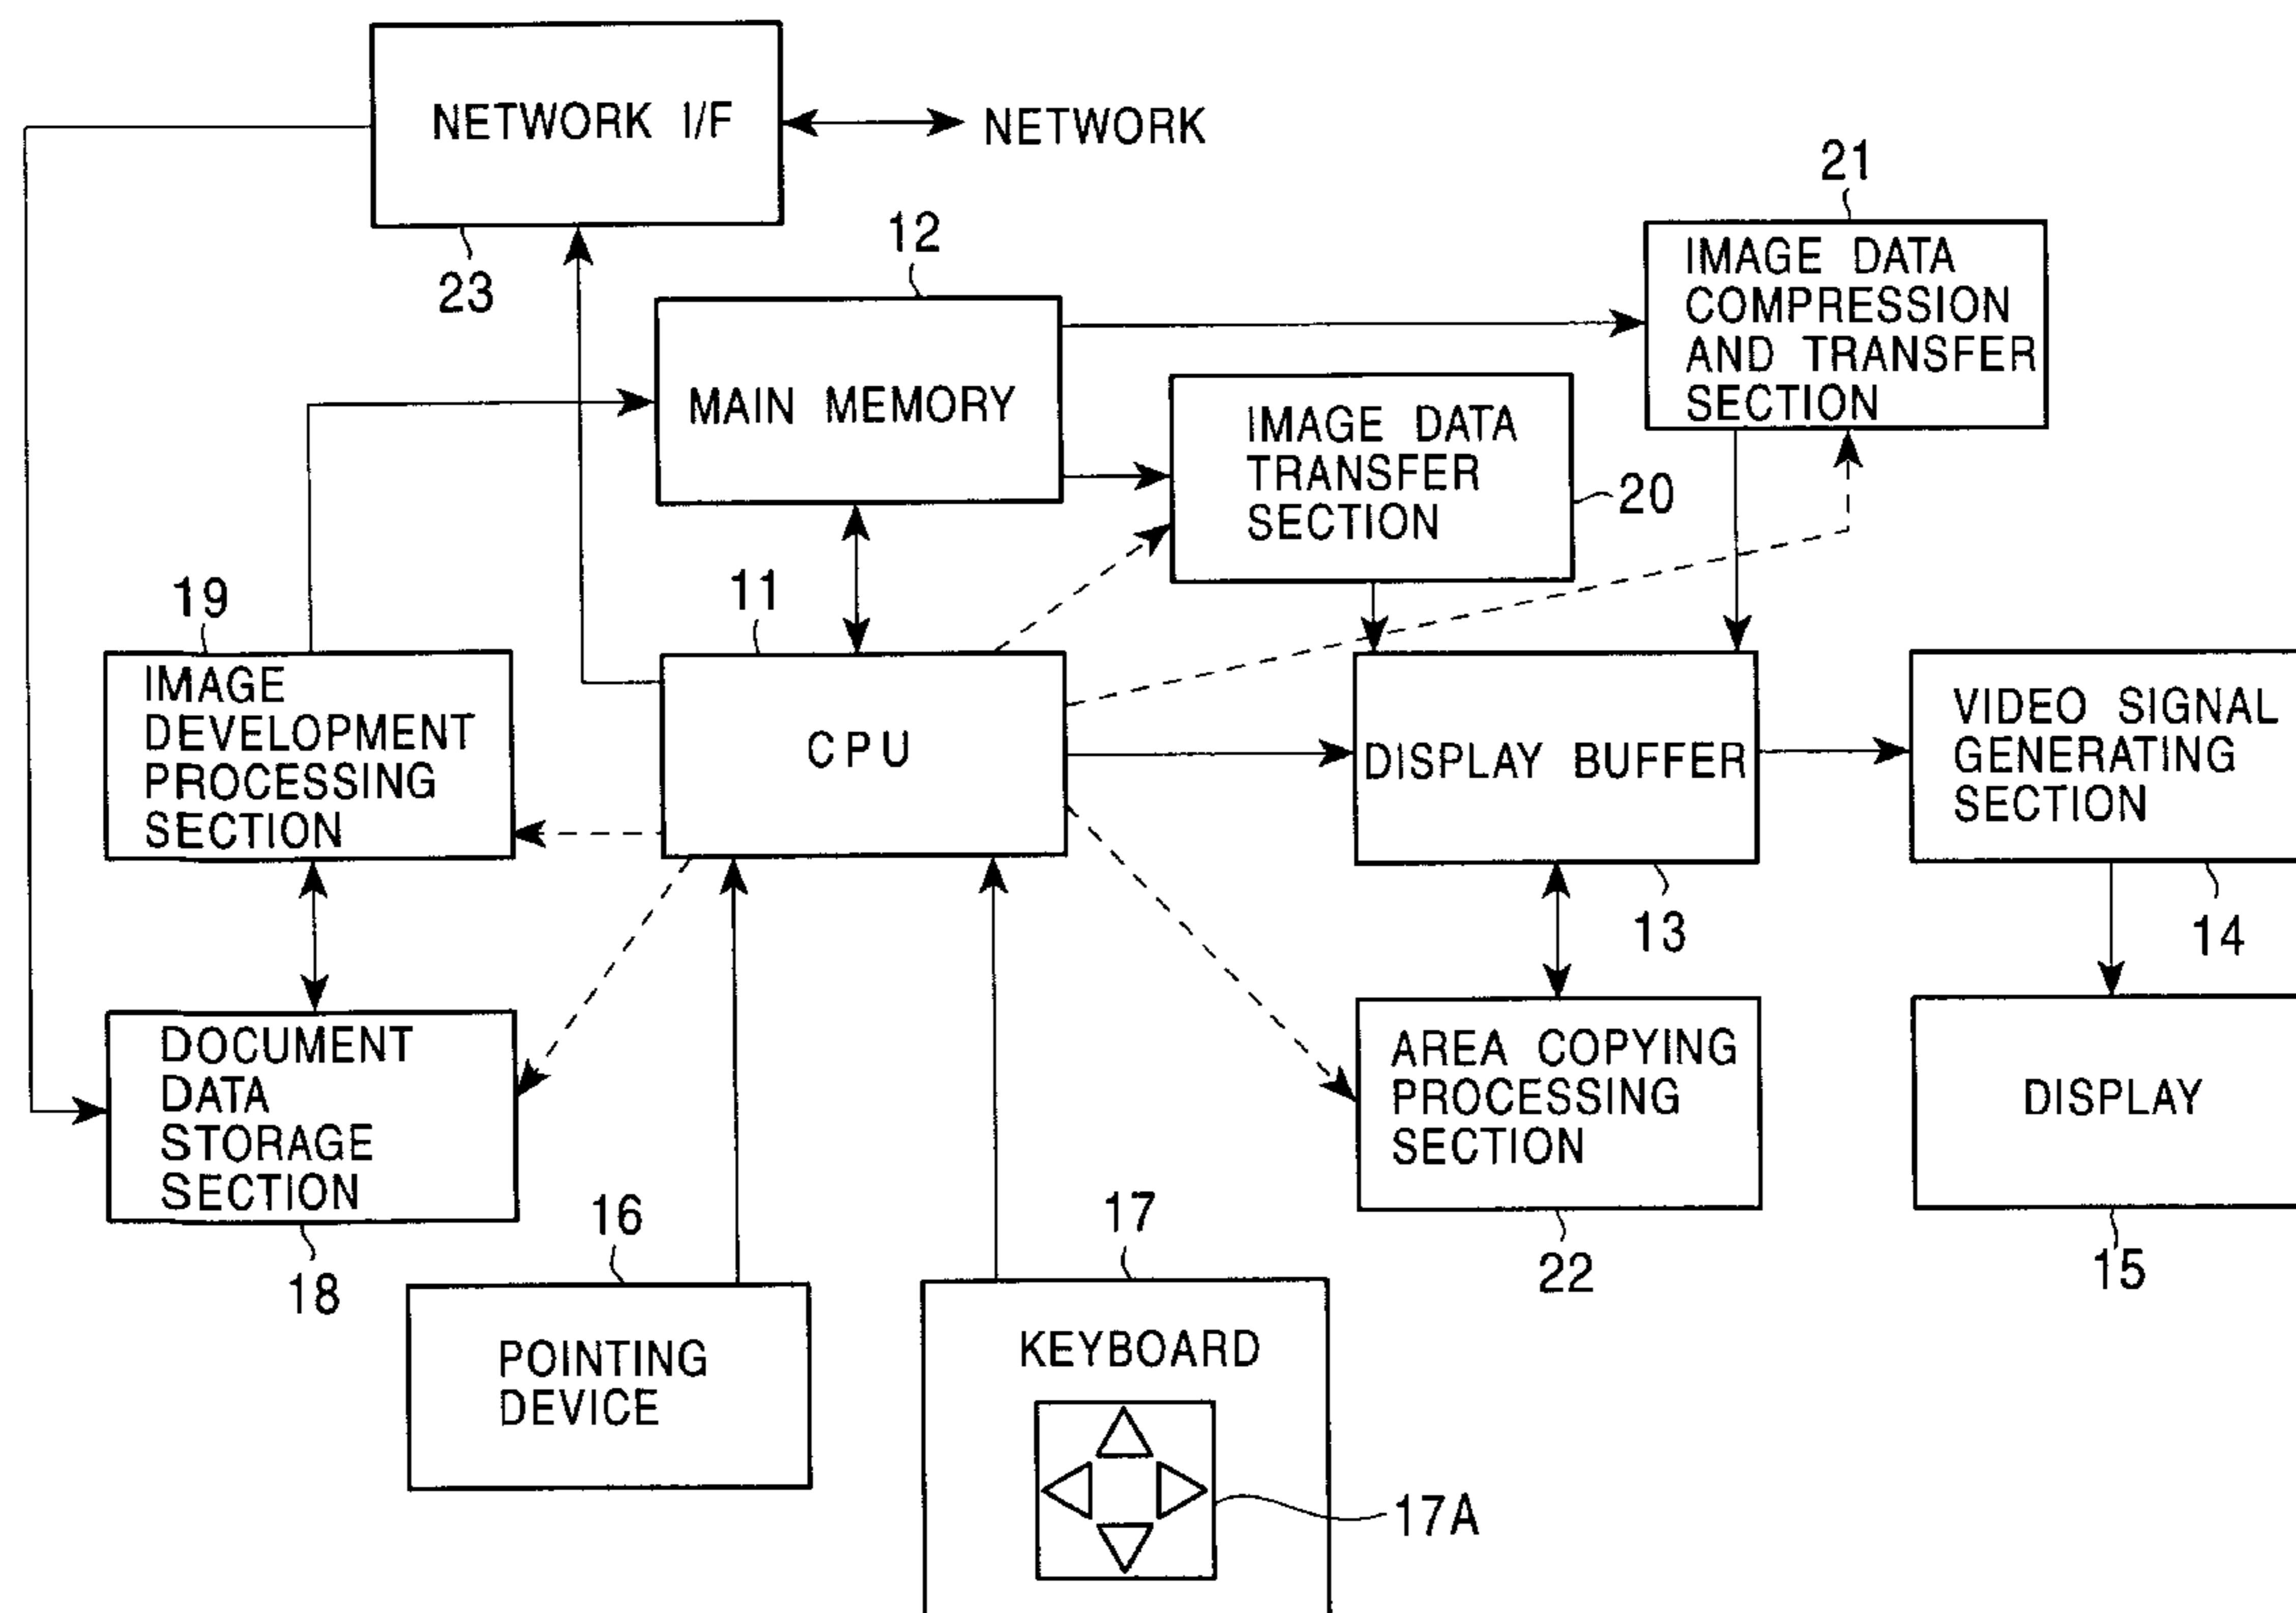 NETWORK I/F
NETWORK
23
12
21
IMAGE DATA
COMPRESSION
AND TRANSFER
SECTION
MAIN MEMORY
IMAGE DATA
TRANSFER
SECTION
20
19
11
IMAGE
DEVELOPMENT
PROCESSING
SECTION
CPU
DISPLAY BUFFER
VIDEO SIGNAL
GENERATING
SECTION
13
14
DOCUMENT
DATA
STORAGE
SECTION
AREA COPYING
PROCESSING
SECTION
DISPLAY
18
16
17
22
15
POINTING
DEVICE
KEYBOARD
17A